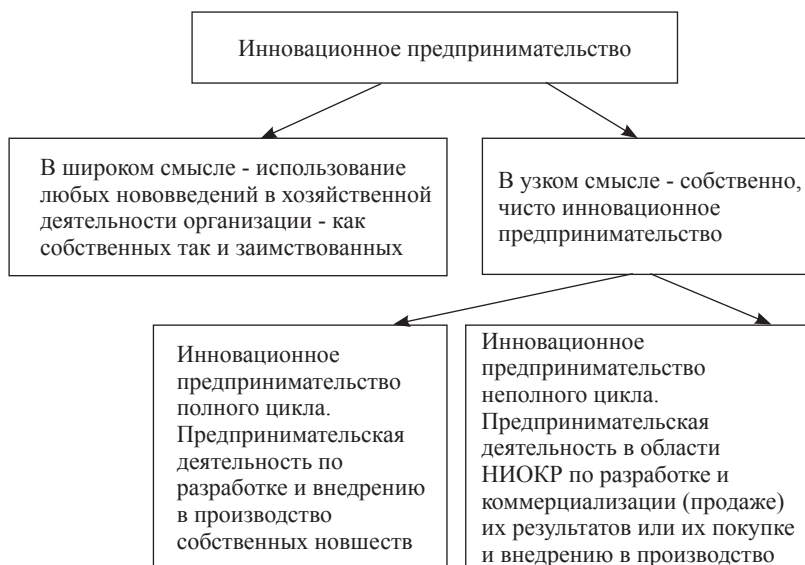 Инновационное предпринимательство
В широком смысле - использование
любых нововведений в хозяйственной
деятельности организации - как
собственных так и заимствованных
В узком смысле - собственно,
чисто инновационное
предпринимательство
Инновационное
предпринимательство
полного цикла.
Предпринимательская
деятельность по
разработке и внедрению
в производство
собственных новшеств
Инновационное
предпринимательство
неполного цикла.
Предпринимательская
деятельность в области
НИОКР по разработке и
коммерциализации (продаже)
их результатов или их покупке
и внедрению в производство